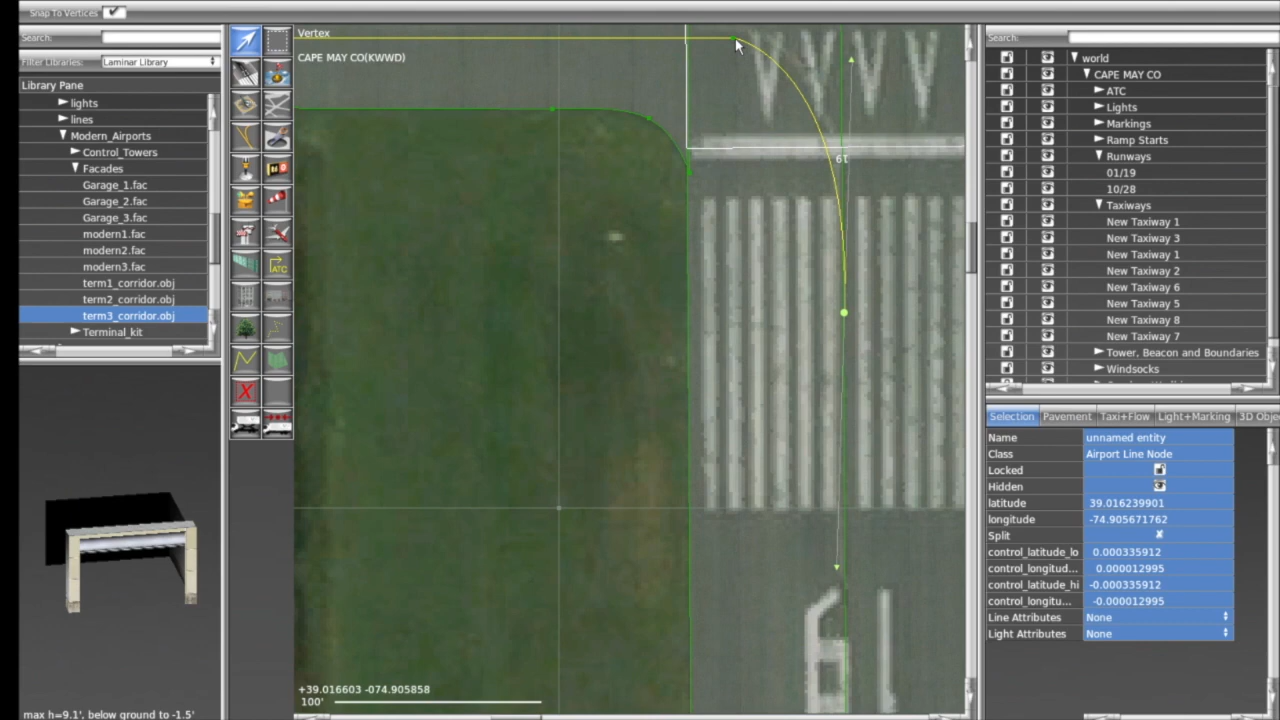 Snap To Vertices
Search:
Filter Libraries: Laminar Library
Library Pane
lights
lines
Modern_Airports
Control_Towers
Facades
Garage_1.fac
Garage_2.fac
Garage_3.fac
modern1.fac
modern2.fac
modern3.fac
term1_corridor.obj
term2_corridor.obj
term3_corridor.obj
Terminal_kit
max h=9.1', below ground to -1.5'
ATC
Vertex
CAPE MAY CO(KWWD)
19
19
+39.016603 -074.905858
100'
Search:
world
CAPE MAY CO
ATC
Lights
Markings
Ramp Starts
Runways
01/19
10/28
Taxiways
New Taxiway 1
New Taxiway 3
New Taxiway 1
New Taxiway 2
New Taxiway 6
New Taxiway 5
New Taxiway 8
New Taxiway 7
Tower, Beacon and Boundaries
Windsocks
Selection Pavement Taxi+Flow Light+Marking 3D Obje
Name unnamed entity
Class Airport Line Node
Locked
Hidden
latitude 39.016239901
longitude -74.905671762
Split
control_latitude_lo 0.000335912
control_longitud... 0.000012995
control_latitude_hi -0.000335912
control_longitu... -0.000012995
Line Attributes None
Light Attributes None